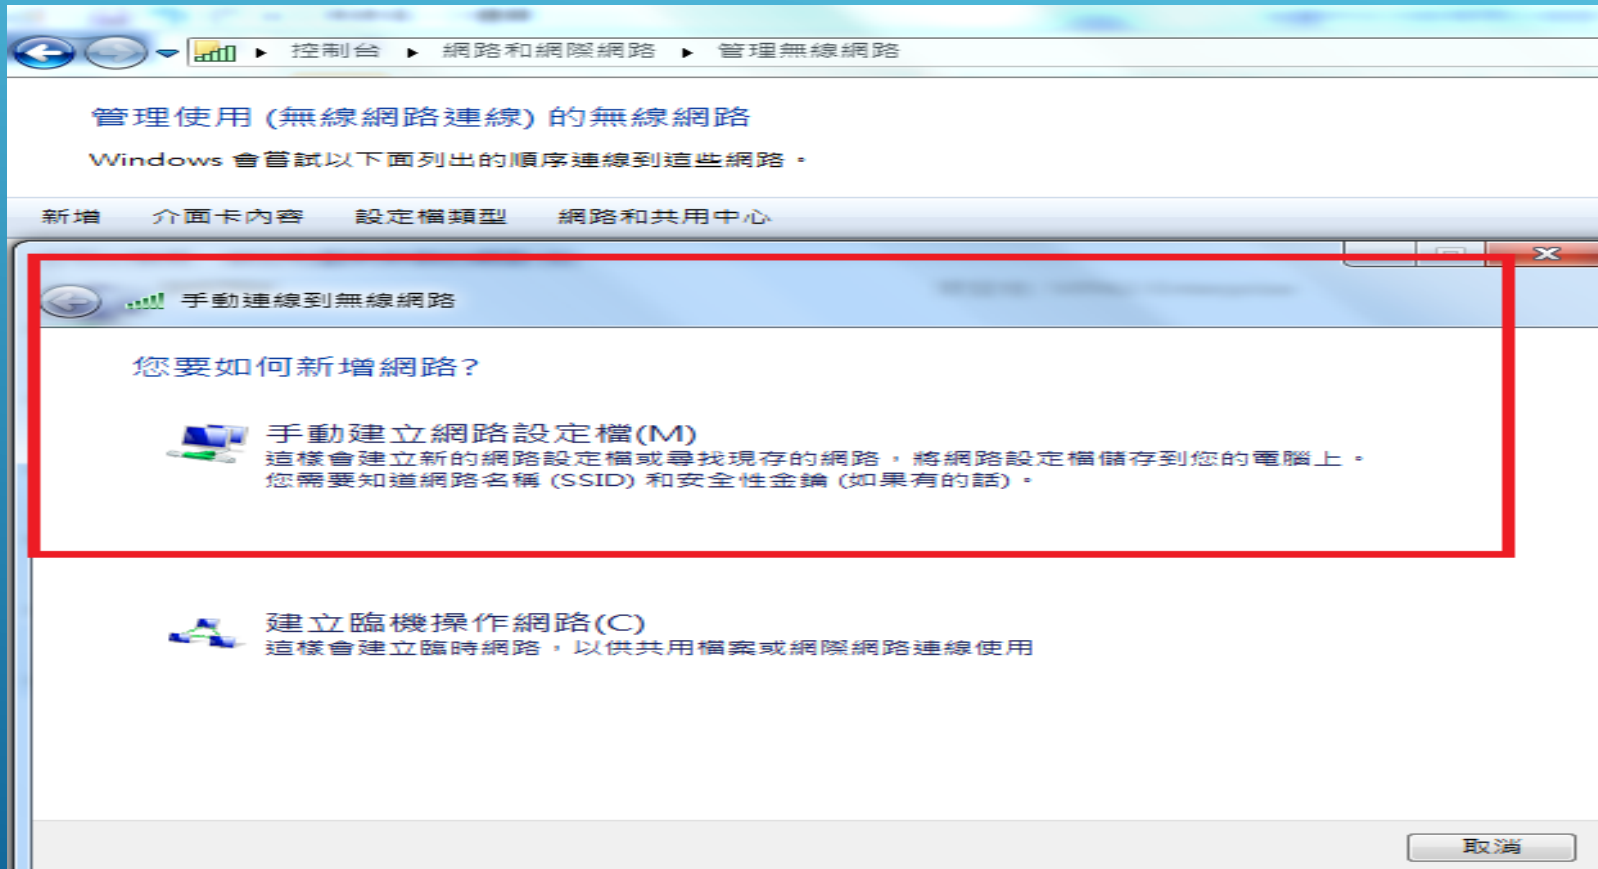 控制台 ▸ 網路和網際網路 ▸ 管理無線網路
管理使用 (無線網路連線) 的無線網路
Windows 會嘗試以下面列出的順序連線到這些網路。
新增 介面卡內容 設定檔類型 網路和共用中心
手動連線到無線網路
您要如何新增網路?
手動建立網路設定檔(M)
這樣會建立新的網路設定檔或尋找現存的網路，將網路設定檔儲存到您的電腦上。
您需要知道網路名稱 (SSID) 和安全性金鑰 (如果有的話)。
建立臨機操作網路(C)
這樣會建立臨時網路，以供共用檔案或網際網路連線使用
取消